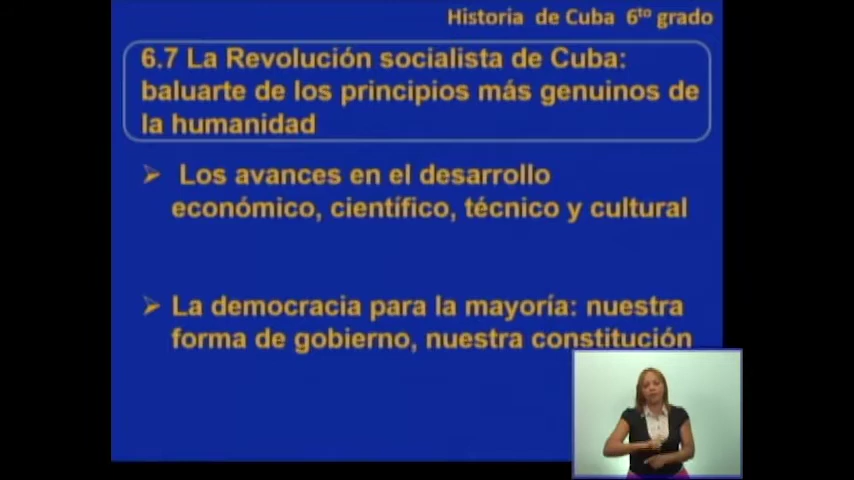 Historia de Cuba 6to grado
6.7 La Revolución socialista de Cuba:
baluarte de los principios más genuinos de
la humanidad
➢ Los avances en el desarrollo
económico, científico, técnico y cultural
➢ La democracia para la mayoría: nuestra
forma de gobierno, nuestra constitución